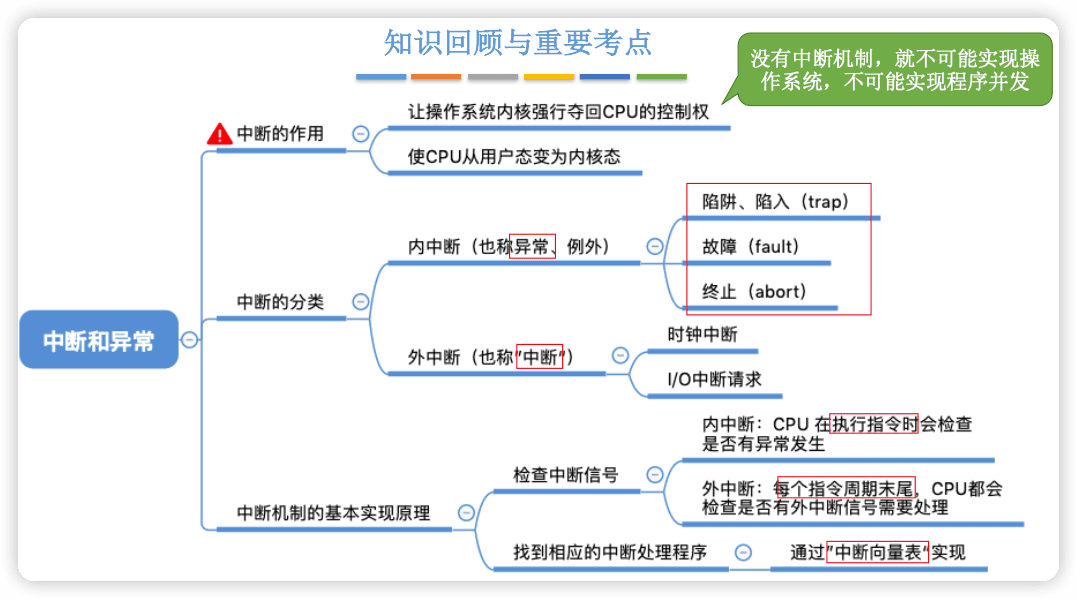 知识回顾与重要考点
没有中断机制，就不可能实现操
作系统，不可能实现程序并发
中断和异常
中断的作用
让操作系统内核强行夺回CPU的控制权
使CPU从用户态变为内核态
中断的分类
内中断（也称异常、例外）
陷阱、陷入（trap）
故障（fault）
终止（abort）
外中断（也称"中断"）
时钟中断
I/O中断请求
中断机制的基本实现原理
检查中断信号
内中断：CPU 在执行指令时会检查
是否有异常发生
外中断：每个指令周期末尾，CPU都会
检查是否有外中断信号需要处理
找到相应的中断处理程序
通过"中断向量表"实现